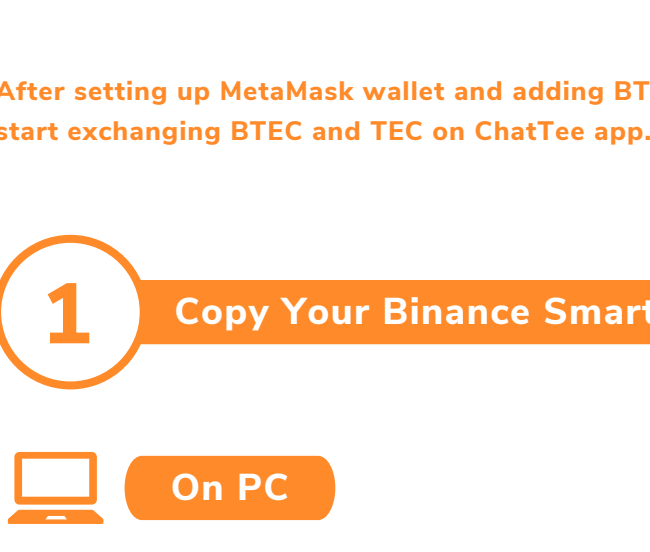 After setting up MetaMask wallet and adding BT
start exchanging BTEC and TEC on ChatTee app.
1
Copy Your Binance Smart
On PC